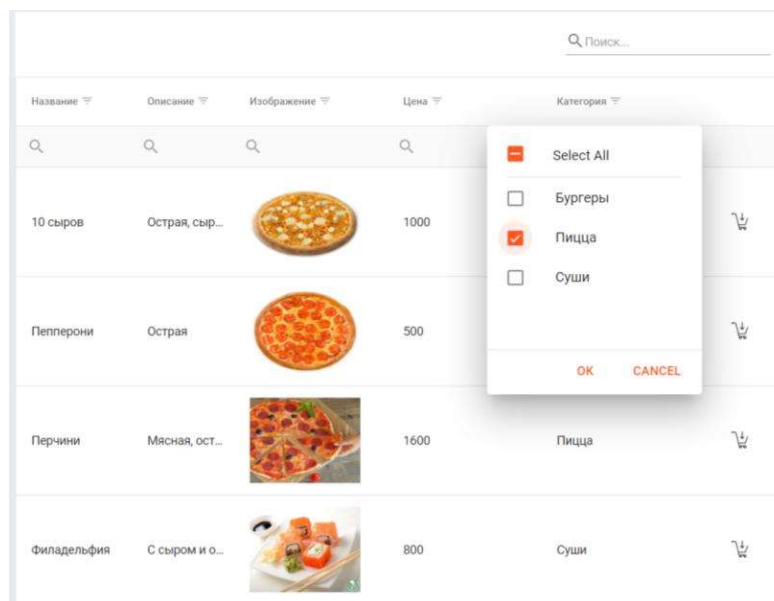 Поиск...
Название Описание Изображение Цена Категория
Select All
Бургеры
10 сыров Острая, сыр... 1000
Пицца
Суши
Пепперони Острая 500
OK CANCEL
Перчини Мясная, ост... 1600 Пицца
Филадельфия С сыром и о... 800 Суши